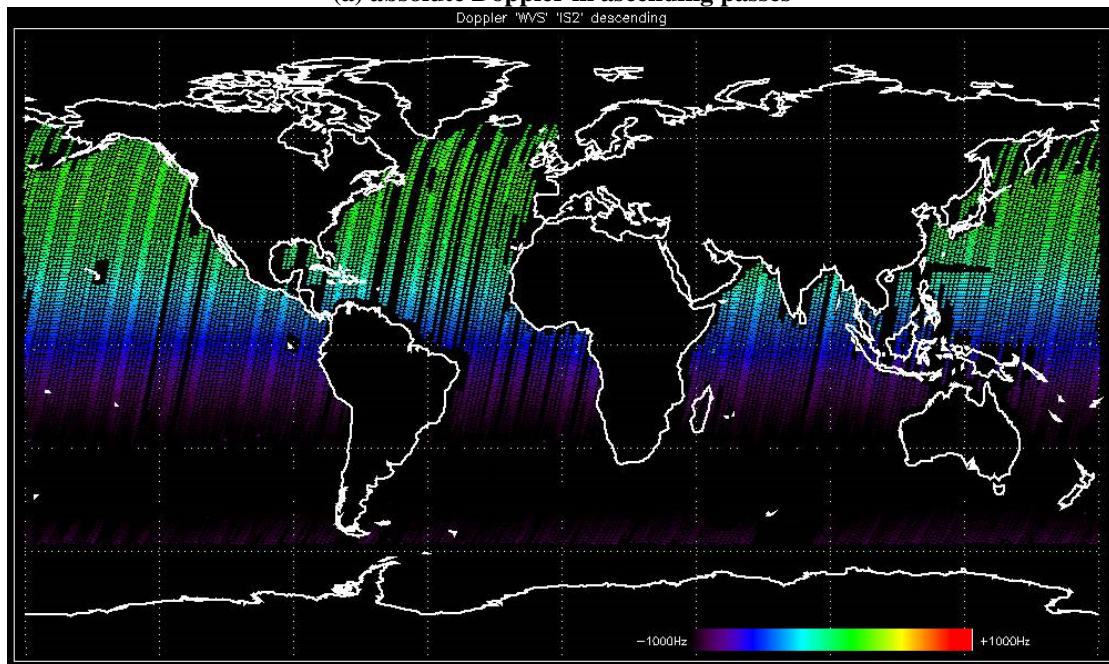 (a) absolute Doppler in ascending passes
Doppler 'WVS' 'IS2' descending
−1000Hz
+1000Hz